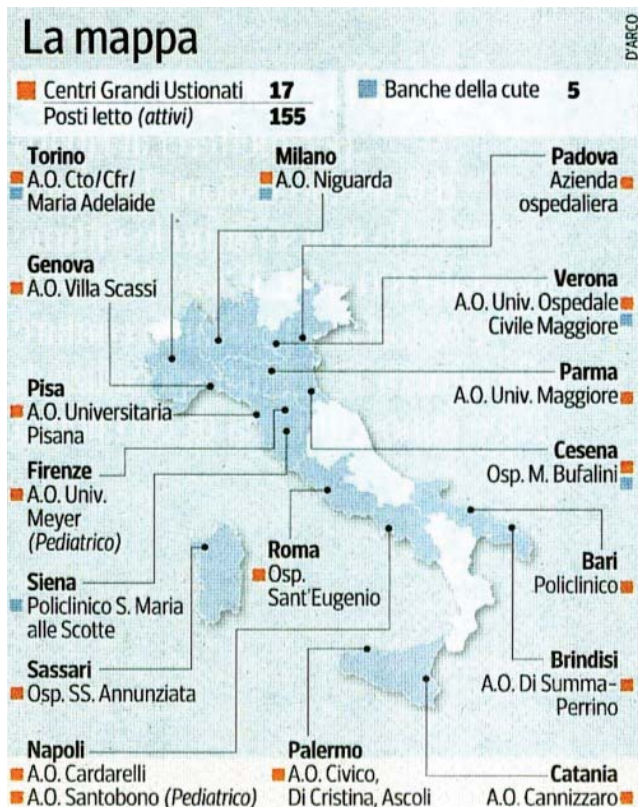 La mappa
D'ARCO
Centri Grandi Ustionati 17
Posti letto (attivi) 155
Banche della cute 5
Torino
A.O. Cto/Cfr/
Maria Adelaide
Milano
A.O. Niguarda
Padova
Azienda
ospedaliera
Genova
A.O. Villa Scassi
Verona
A.O. Univ. Ospedale
Civile Maggiore
Parma
A.O. Univ. Maggiore
Pisa
A.O. Universitaria
Pisana
Cesena
Osp. M. Bufalini
Firenze
A.O. Univ.
Meyer
(Pediatrico)
Roma
Osp.
Sant'Eugenio
Bari
Policlinico
Siena
Policlinico S. Maria
alle Scotte
Sassari
Osp. SS. Annunziata
Brindisi
A.O. Di Summa-
Perrino
Napoli
A.O. Cardarelli
A.O. Santobono (Pediatrico)
Palermo
A.O. Civico,
Di Cristina, Ascoli
Catania
A.O. Cannizzaro